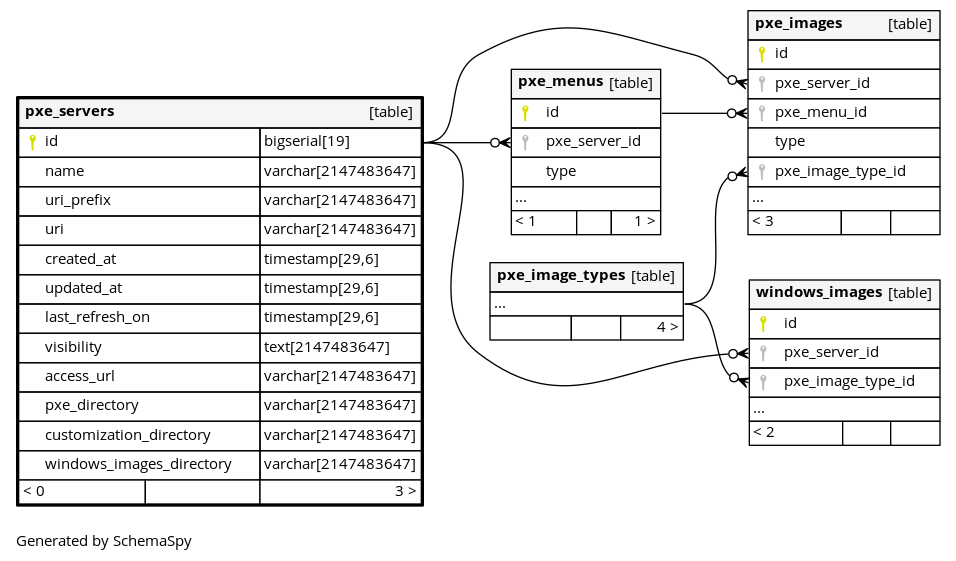 pxe_servers [table]
id bigserial[19]
name varchar[2147483647]
uri_prefix varchar[2147483647]
uri varchar[2147483647]
created_at timestamp[29,6]
updated_at timestamp[29,6]
last_refresh_on timestamp[29,6]
visibility text[2147483647]
access_url varchar[2147483647]
pxe_directory varchar[2147483647]
customization_directory varchar[2147483647]
windows_images_directory varchar[2147483647]
< 0 3 >
pxe_menus [table]
id
pxe_server_id
type
...
< 1 1 >
pxe_image_types [table]
...
4 >
pxe_images [table]
id
pxe_server_id
pxe_menu_id
type
pxe_image_type_id
...
< 3
windows_images [table]
id
pxe_server_id
pxe_image_type_id
...
< 2
Generated by SchemaSpy